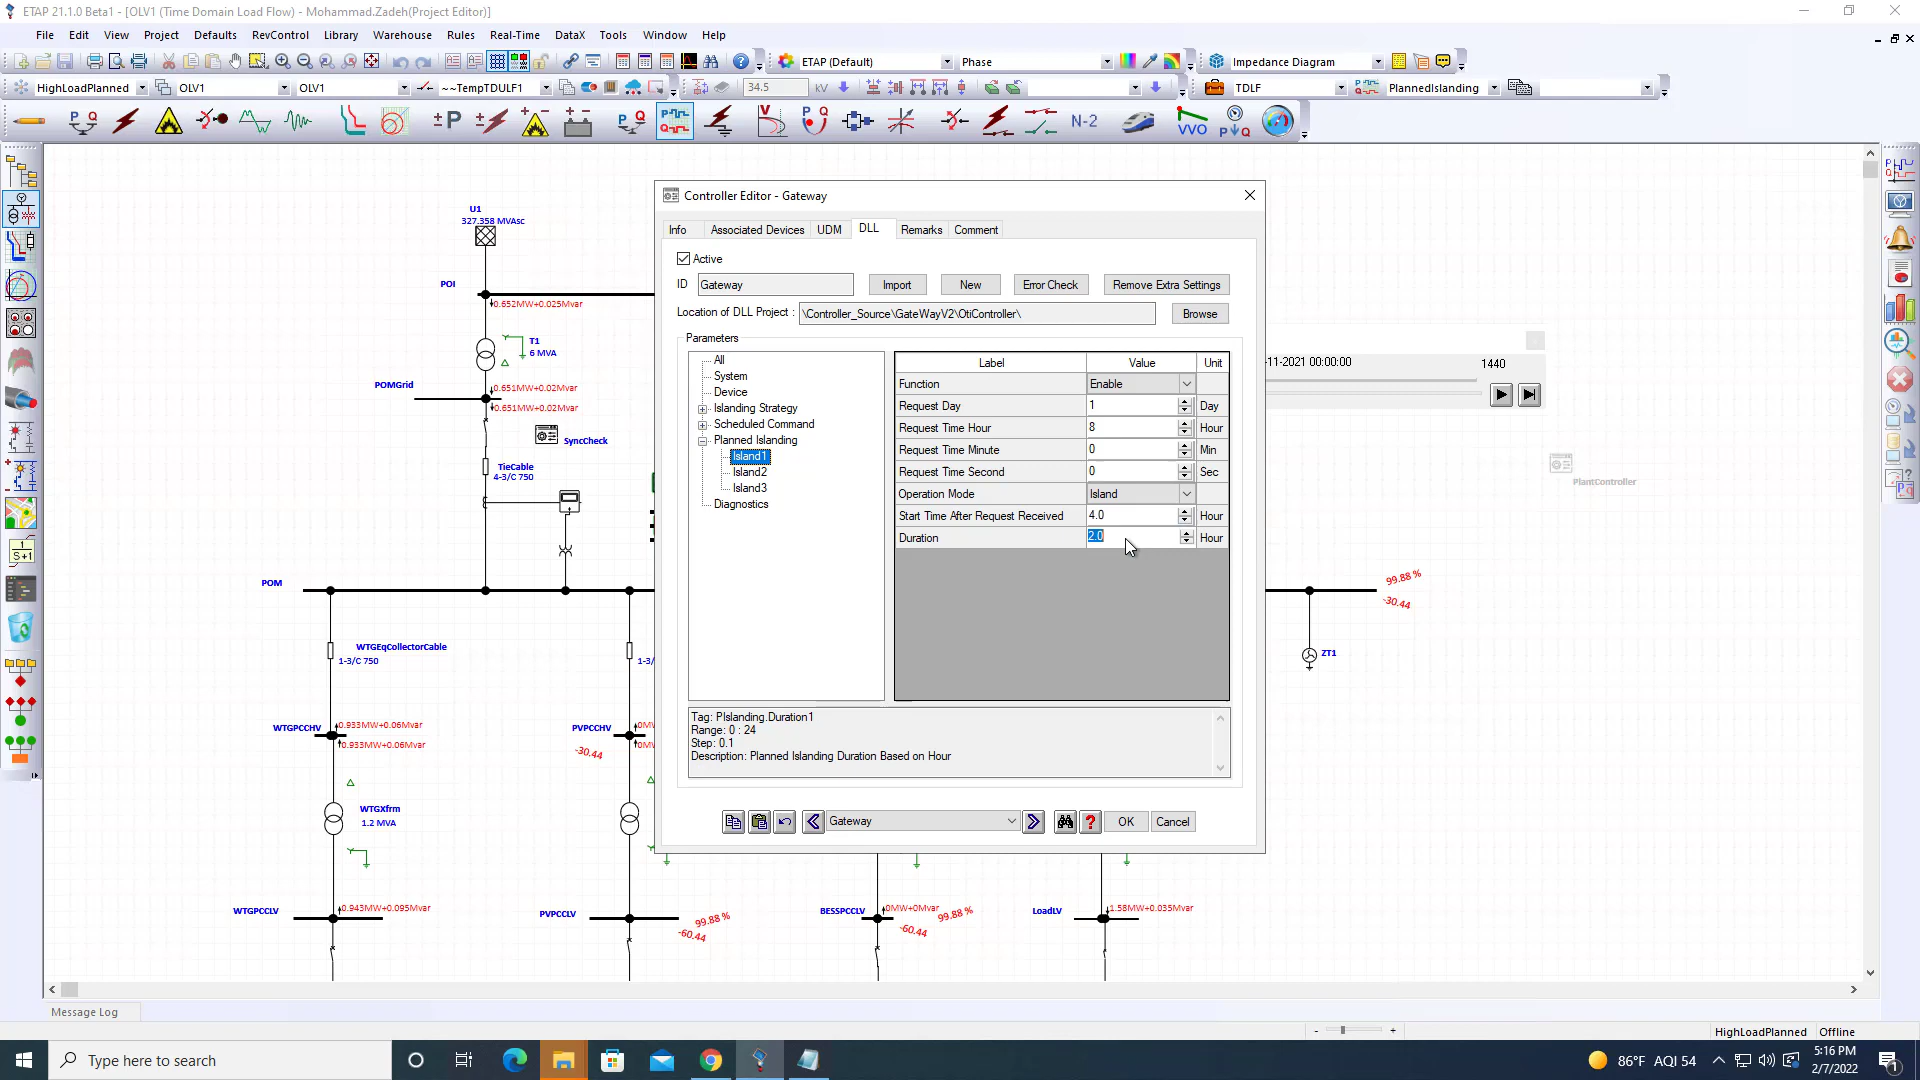 ETAP 21.1.0 Beta1 - [OLV1 (Time Domain Load Flow) - Mohammad.Zadeh(Project Editor)]
File Edit View Project Defaults RevControl Library Warehouse Rules Real-Time DataX Tools Window Help
ETAP (Default) Phase Impedance Diagram
HighLoadPlanned OLV1 OLV1 ~~TempTDULF1 34.5 kV TDLF PlannedIslanding
N-2 VVO
U1
327.358 MVAsc
POI
0.652MW+0.025Mvar
T1
6 MVA
POMGrid
0.651MW+0.02Mvar
0.651MW+0.02Mvar
SyncCheck
TieCable
4-3/C 750
POM
WTGEqCollectorCable
1-3/C 750
1-3/
WTGPCCHV
0.933MW+0.06Mvar
0.933MW+0.06Mvar
PVPCCHV
-30.44
WTGXfrm
1.2 MVA
WTGPCCLV
0.943MW+0.095Mvar
PVPCCLV
99.88 %
-60.44
BESSPCCLV
0MW+0Mvar
99.88 %
-60.44
LoadLV
1.58MW+0.035Mvar
99.88 %
-30.44
ZT1
-11-2021 00:00:00
1440
PlantController
Controller Editor - Gateway
Info Associated Devices UDM DLL Remarks Comment
Active
ID Gateway Import New Error Check Remove Extra Settings
Location of DLL Project : \Controller_Source\GateWayV2\OtiController\ Browse
Parameters
All
System
Device
Islanding Strategy
Scheduled Command
Planned Islanding
Island1
Island2
Island3
Diagnostics
Label Value Unit
Function Enable
Request Day 1 Day
Request Time Hour 8 Hour
Request Time Minute 0 Min
Request Time Second 0 Sec
Operation Mode Island
Start Time After Request Received 4.0 Hour
Duration 2.0 Hour
Tag: PIslanding.Duration1
Range: 0 : 24
Step: 0.1
Description: Planned Islanding Duration Based on Hour
Gateway OK Cancel
Message Log
HighLoadPlanned Offline
Type here to search
86°F AQI 54
5:16 PM
2/7/2022